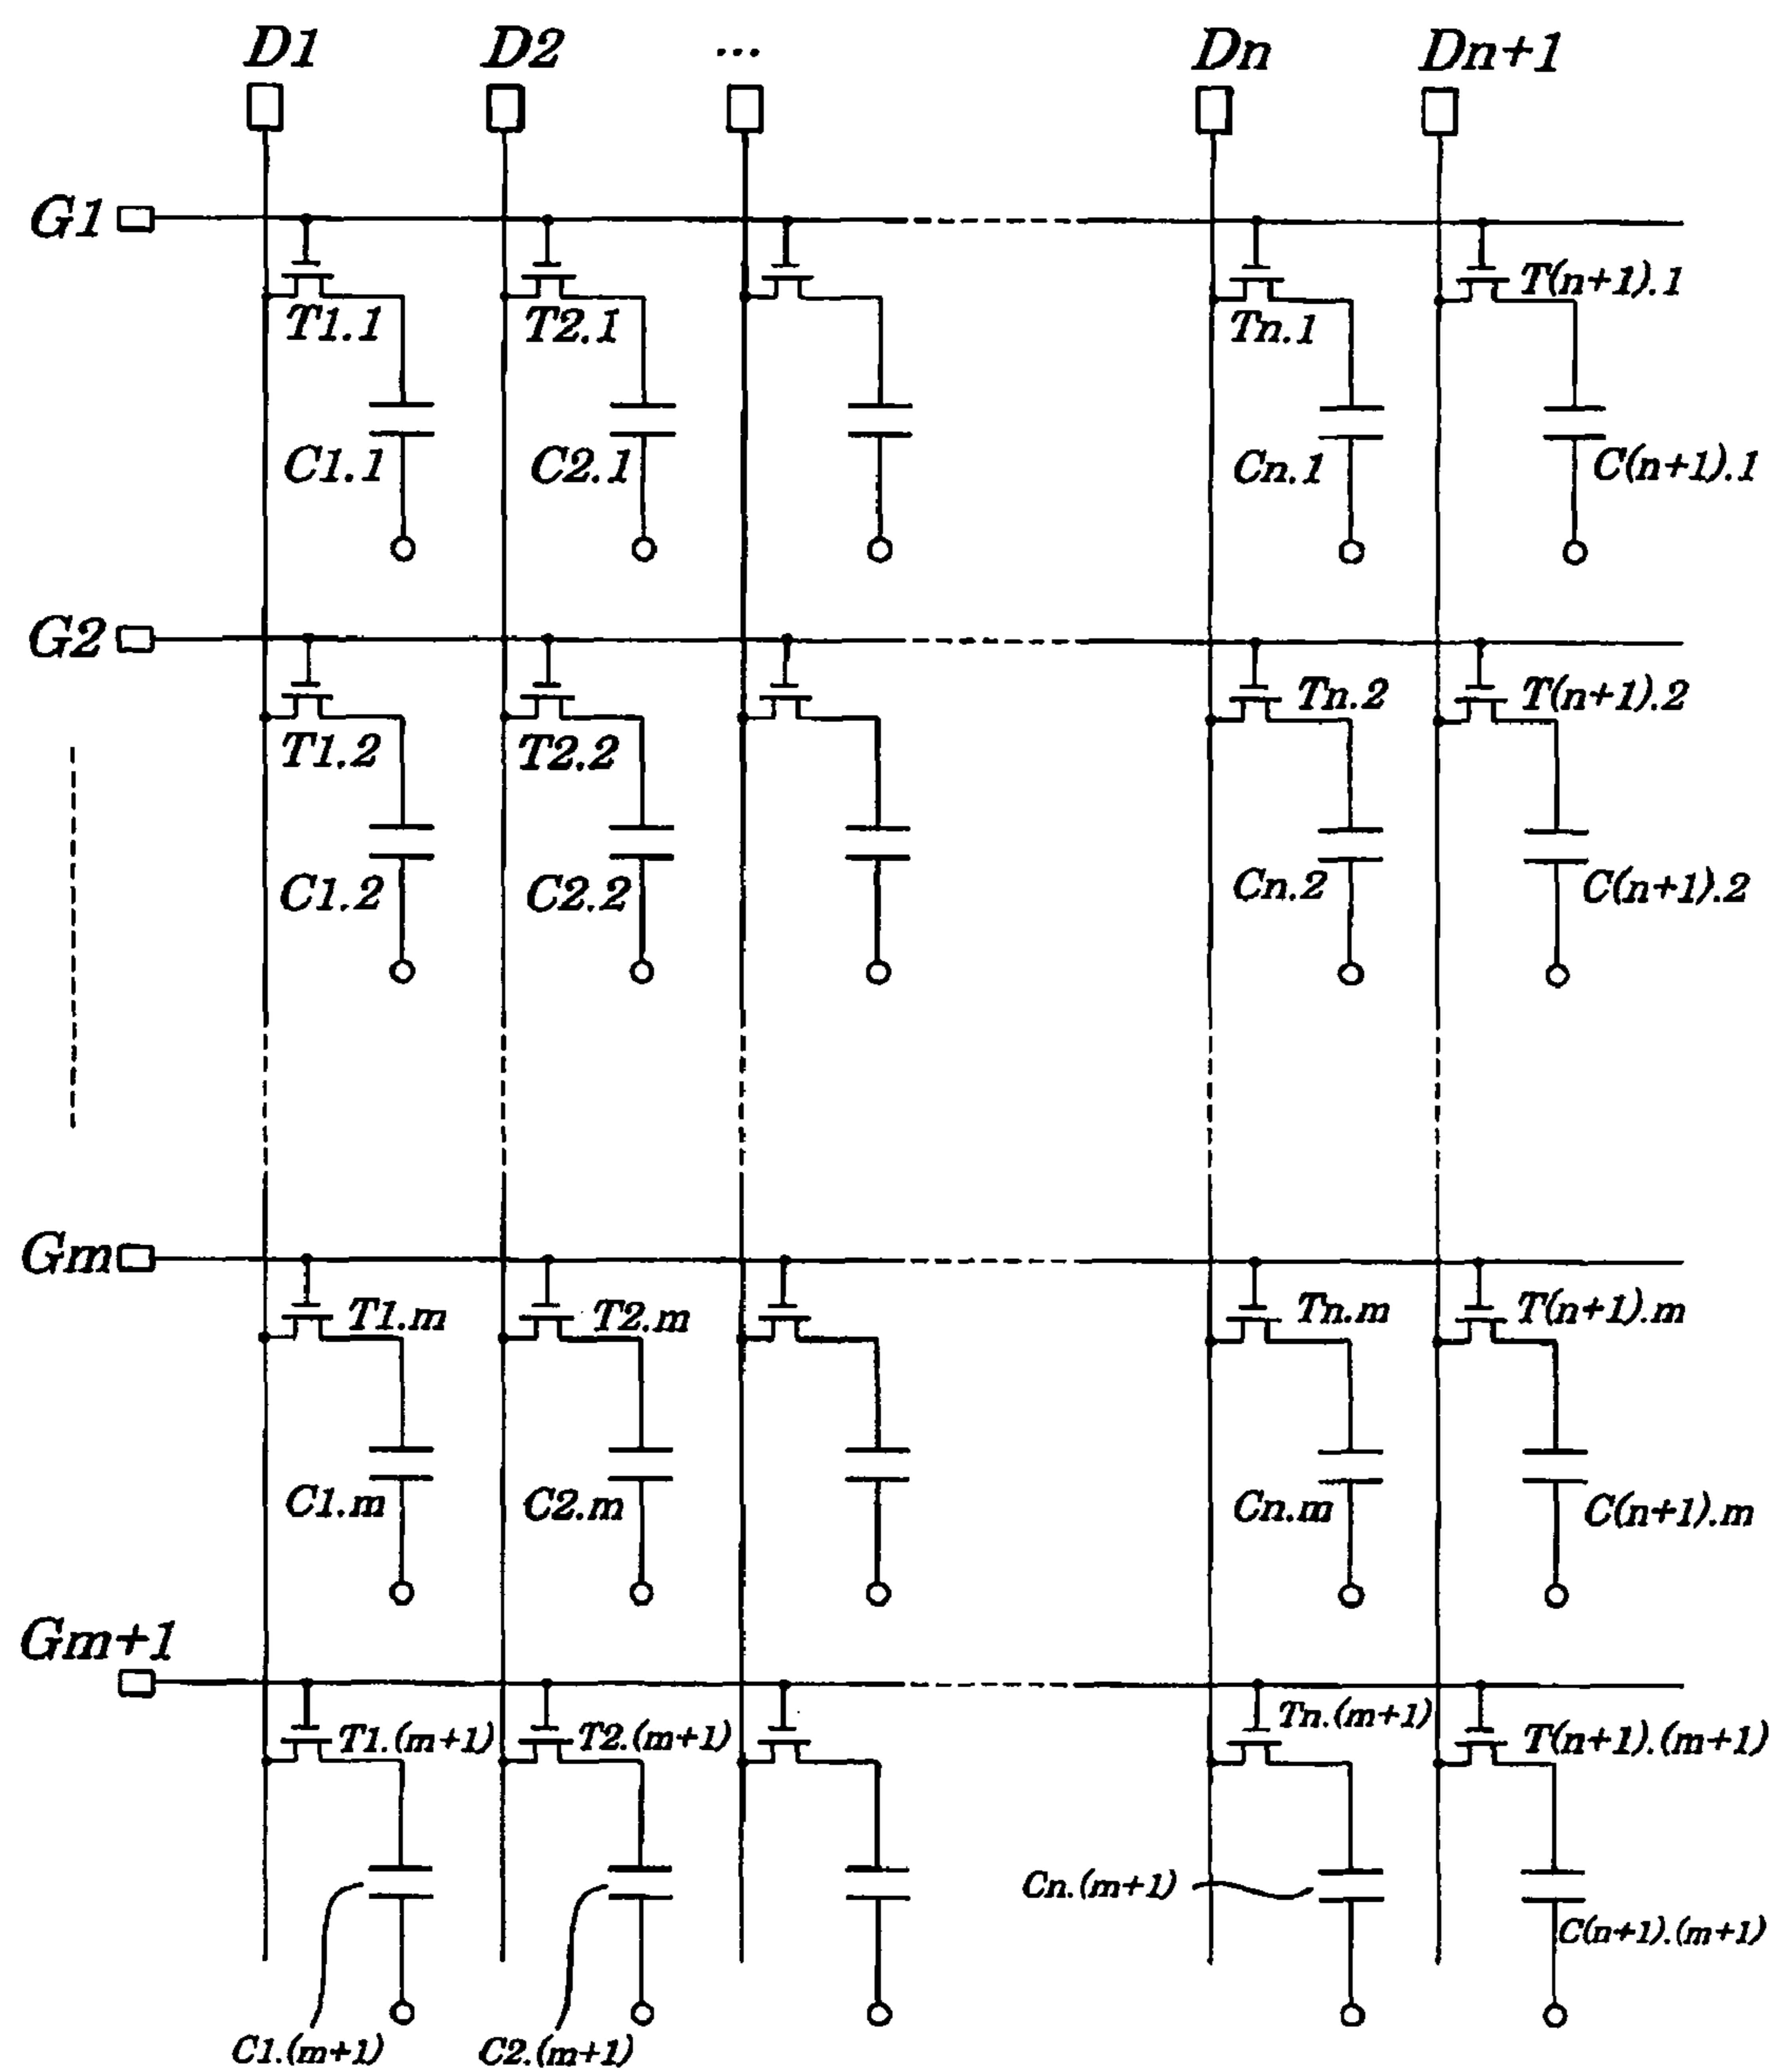 D1 D2 ... Dn Dn+1
G1
T1.1 T2.1 Tn.1 T(n+1).1
C1.1 C2.1 Cn.1 C(n+1).1
G2
T1.2 T2.2 Tn.2 T(n+1).2
C1.2 C2.2 Cn.2 C(n+1).2
Gm
T1.m T2.m Tn.m T(n+1).m
C1.m C2.m Cn.m C(n+1).m
Gm+1
T1.(m+1) T2.(m+1) Tn.(m+1) T(n+1).(m+1)
Cn.(m+1) C(n+1).(m+1)
C1.(m+1) C2.(m+1)